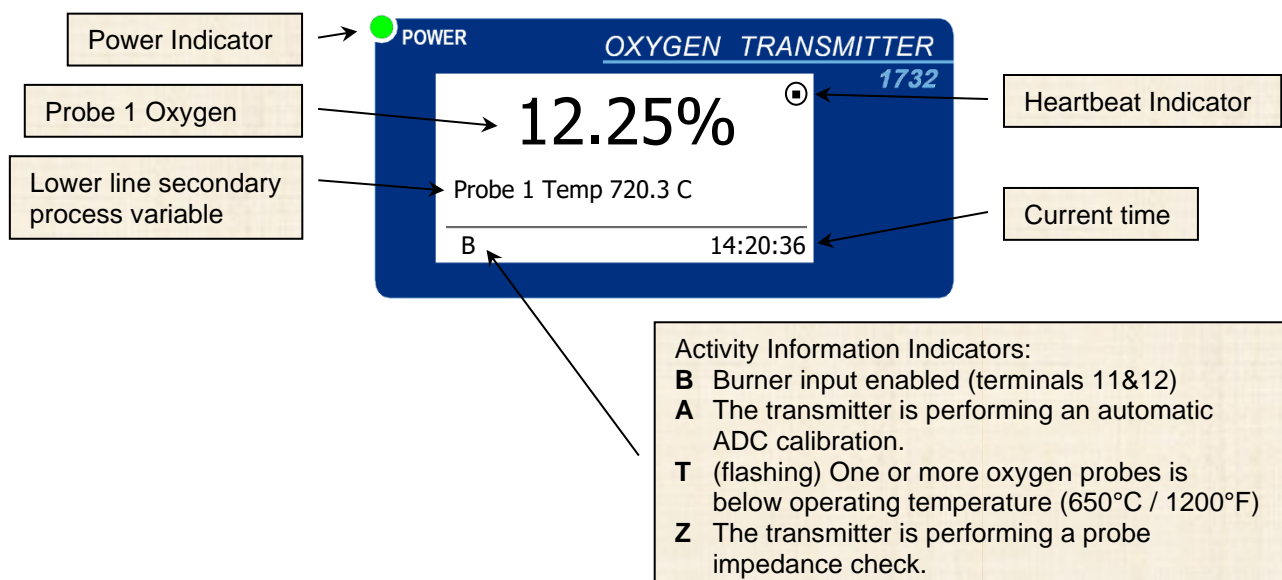 Power Indicator
POWER
OXYGEN TRANSMITTER
1732
Probe 1 Oxygen
12.25%
Heartbeat Indicator
Lower line secondary
process variable
Probe 1 Temp 720.3 C
Current time
B
14:20:36
Activity Information Indicators:
B Burner input enabled (terminals 11&12)
A The transmitter is performing an automatic
ADC calibration.
T (flashing) One or more oxygen probes is
below operating temperature (650°C / 1200°F)
Z The transmitter is performing a probe
impedance check.